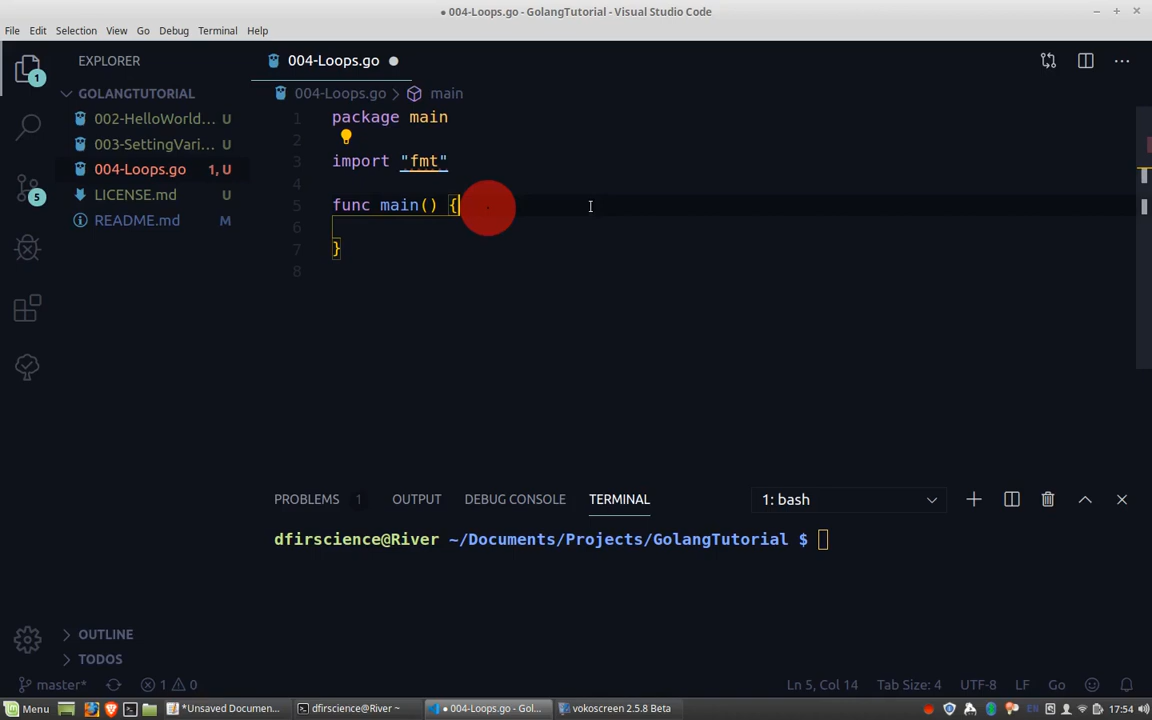 ● 004-Loops.go - GolangTutorial - Visual Studio Code
File Edit Selection View Go Debug Terminal Help
EXPLORER
GOLANGTUTORIAL
002-HelloWorld... U
003-SettingVari... U
004-Loops.go 1, U
LICENSE.md U
README.md M
1
5
OUTLINE
TODOS
004-Loops.go ●
004-Loops.go > main
1 package main
2
3 import "fmt"
4
5 func main() {
6
7 }
8
PROBLEMS 1 OUTPUT DEBUG CONSOLE TERMINAL 1: bash
dfirscience@River ~/Documents/Projects/GolangTutorial $
master* 1 0 Ln 5, Col 14 Tab Size: 4 UTF-8 LF Go
Menu *Unsaved Documen... dfirscience@River ~ ● 004-Loops.go - Gol... vokoscreen 2.5.8 Beta EN 17:54